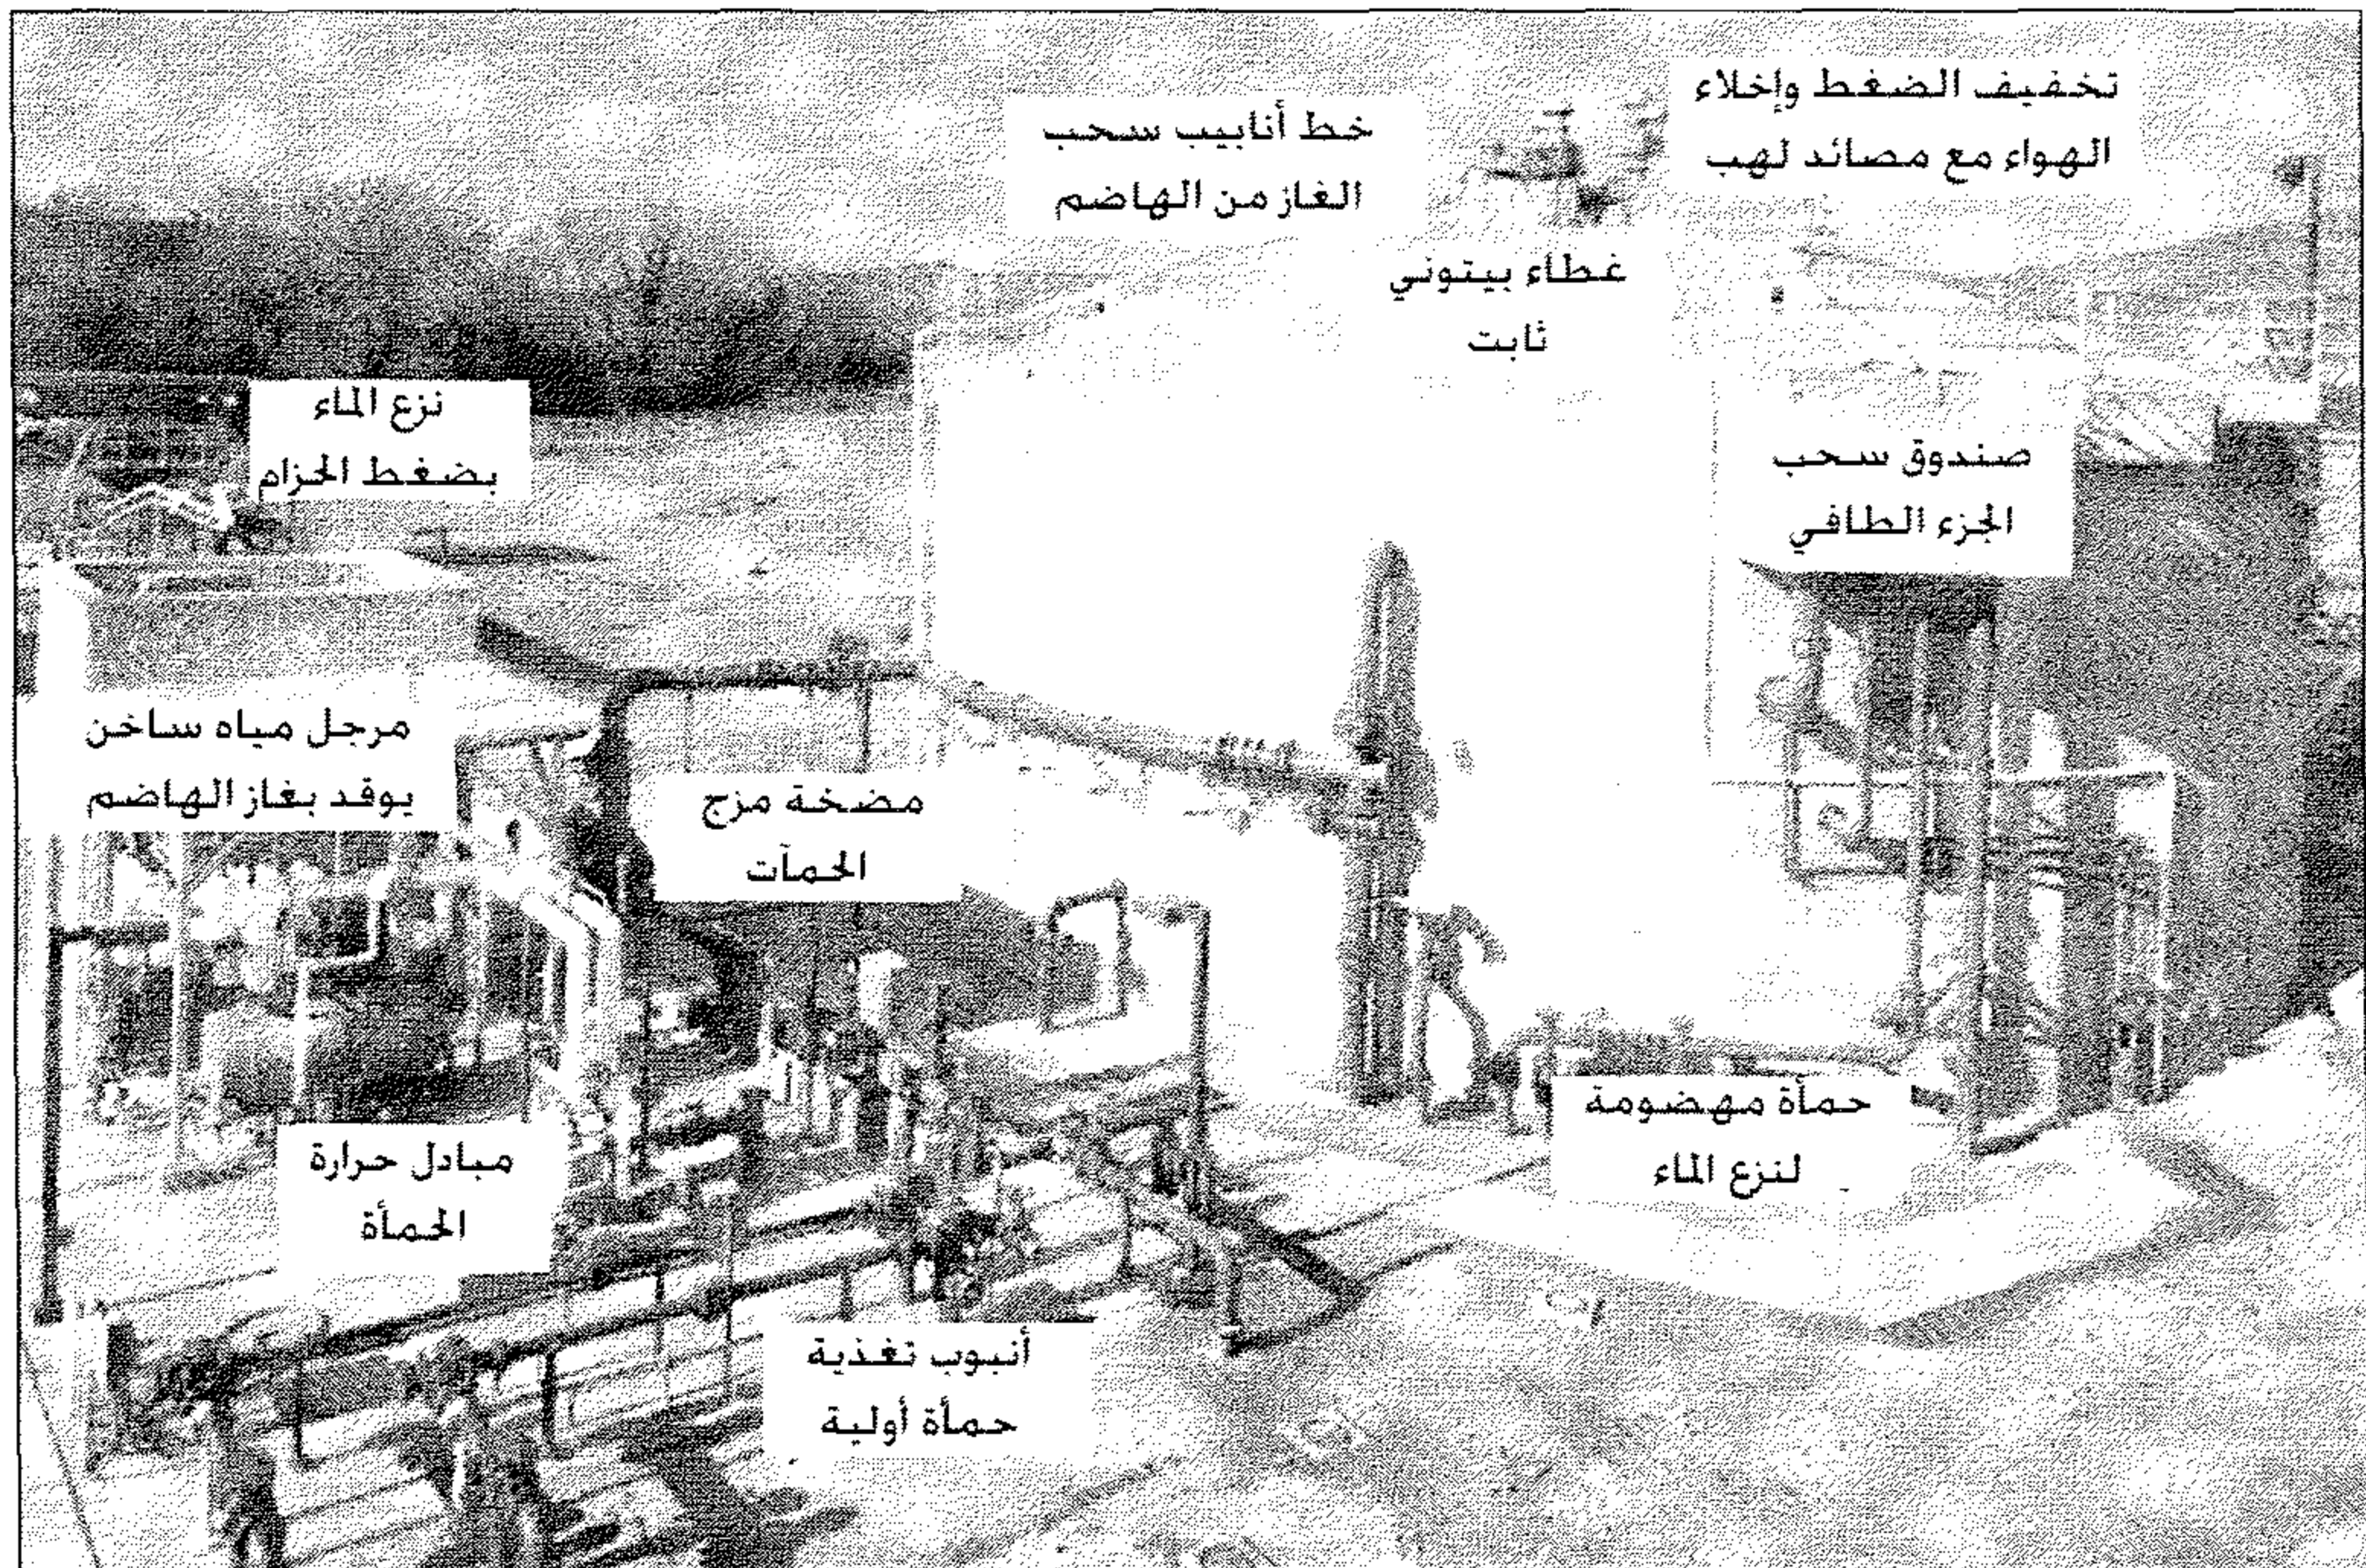 تخفيف الضغط وإخلاء
الهواء مع مصائد لهب
خط أنابيب سحب
الغاز من الهاضم
غطاء بيتوني
ثابت
نزع الماء
بضغط الحزام
صندوق سحب
الجزء الطافي
مرجل مياه ساخن
يوقد بغاز الهاضم
مضخة مزج
الحمآت
حمأة مهضومة
لنزع الماء
مبادل حرارة
الحمأة
أنبوب تغذية
حمأة أولية